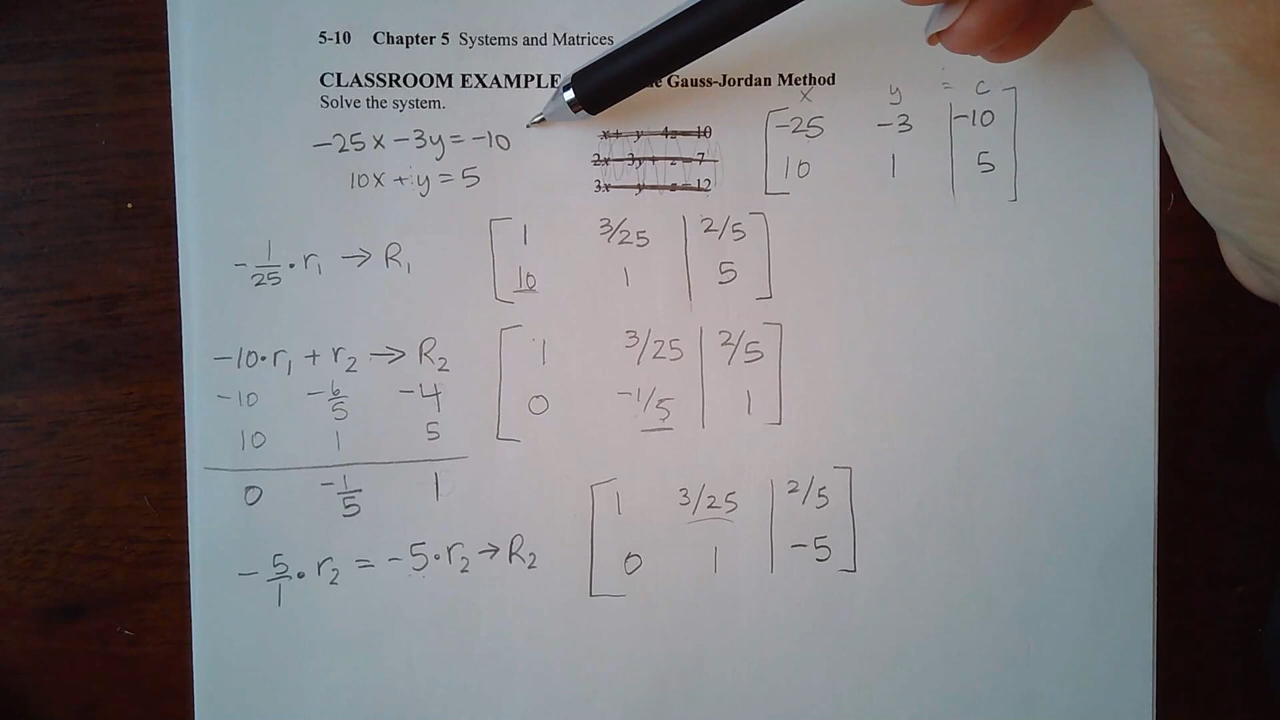 5-10 Chapter 5 Systems and Matrices
CLASSROOM EXAMPLE Gauss-Jordan Method
Solve the system.
-25x - 3y = -10
10x + y = 5
x y = c
-25 -3 -10
10 1 5
-1/25 · r₁ → R₁
1 3/25 2/5
10 1 5
-10·r₁ + r₂ → R₂
-10 -6/5 -4
10 1 5
0 -1/5 1
1 3/25 2/5
0 -1/5 1
-5/1 · r₂ = -5·r₂ → R₂
1 3/25 2/5
0 1 -5